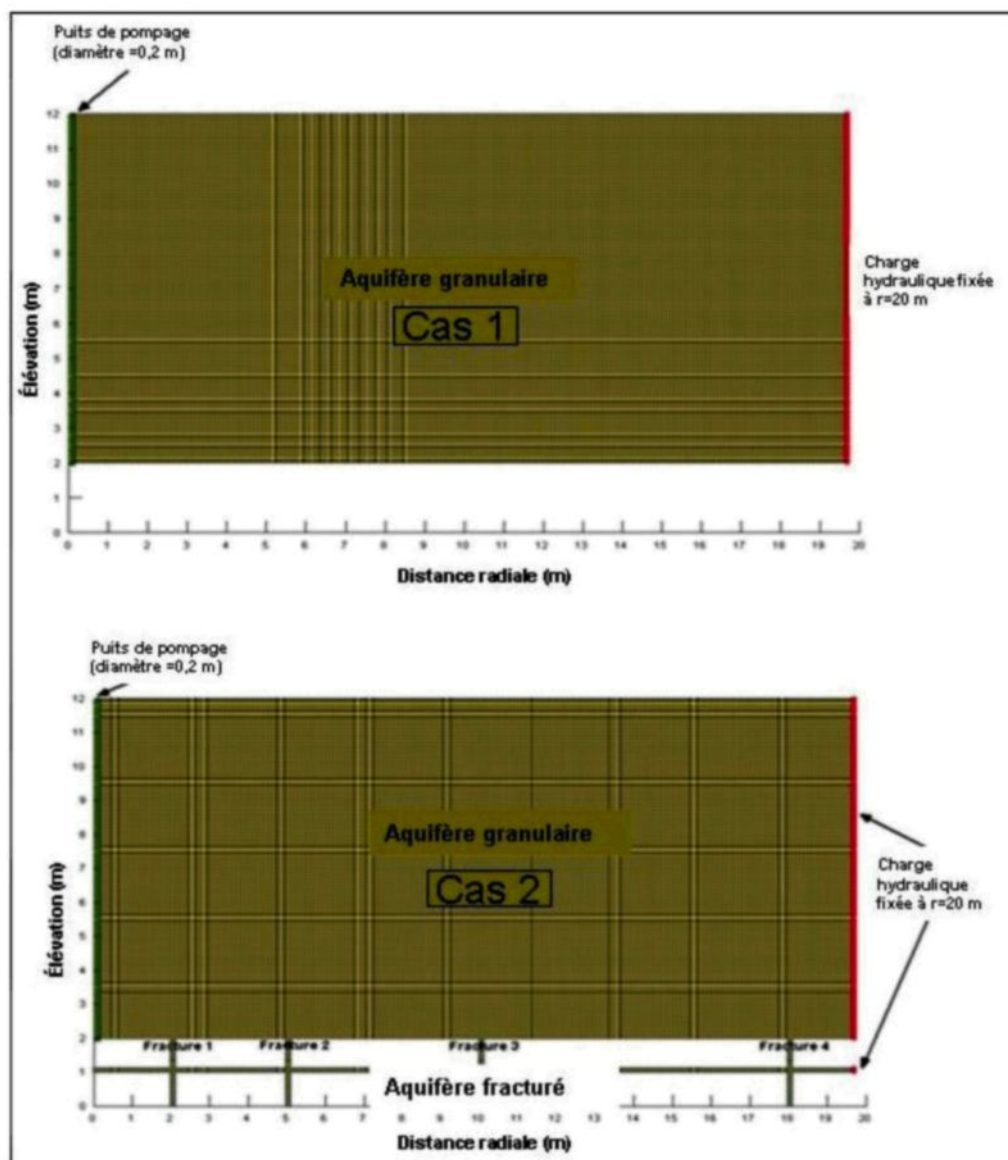 Puits de pompage
(diamètre =0,2 m)
12
11
10
9
8
7
6
5
4
3
2
1
0
Élévation (m)
Aquifère granulaire
Cas 1
Charge
hydraulique fixée
à r=20 m
0 1 2 3 4 5 6 7 8 9 10 11 12 13 14 15 16 17 18 19 20
Distance radiale (m)
Puits de pompage
(diamètre =0,2 m)
12
11
10
9
8
7
6
5
4
3
2
1
0
Élévation (m)
Aquifère granulaire
Cas 2
Charge
hydraulique
fixée à r=20 m
Fracture 1 Fracture 2 Fracture 3 Fracture 4
Aquifère fracturé
0 1 2 3 4 5 6 7 8 9 10 11 12 13 14 15 16 17 18 19 20
Distance radiale (m)